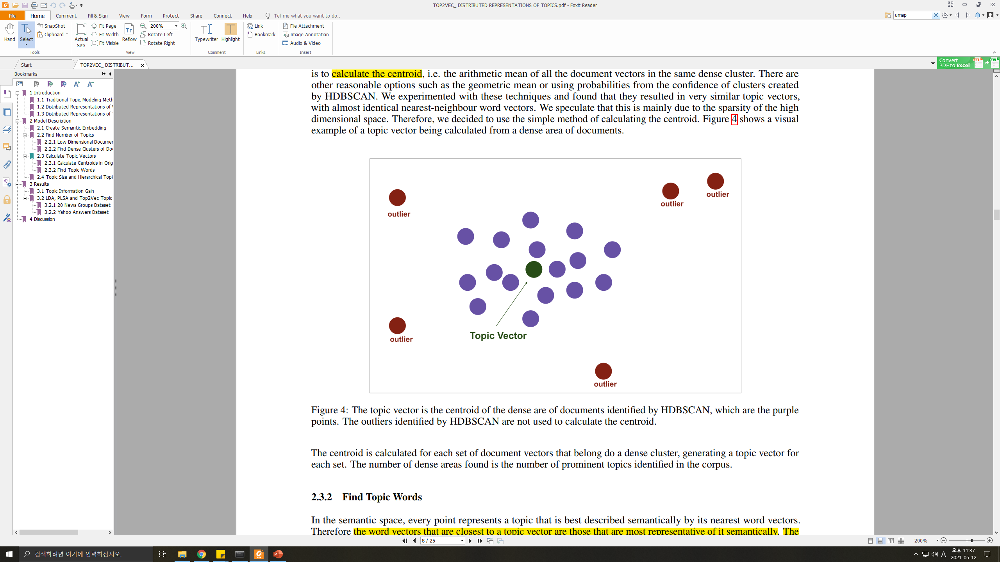 TOP2VEC_ DISTRIBUTED REPRESENTATIONS OF TOPICS.pdf - Foxit Reader
File Home Comment Fill & Sign View Form Protect Share Connect Help Tell me what you want to do..
umap
Hand
Select
SnapShot
Clipboard
Tools
Actual
Size
Fit Page
Fit Width
Fit Visible
Reflow
200%
Rotate Left
Rotate Right
View
Typewriter
Highlight
Comment
Link
Bookmark
Links
File Attachment
Image Annotation
Audio & Video
Insert
Start
TOP2VEC_ DISTRIBUT...
Convert
PDF to Excel
PDF
XLS
Bookmarks
1 Introduction
1.1 Traditional Topic Modeling Meth
1.2 Distributed Representations of
1.3 Distributed Representations of
2 Model Description
2.1 Create Semantic Embedding
2.2 Find Number of Topics
2.2.1 Low Dimensional Documen
2.2.2 Find Dense Clusters of Doc
2.3 Calculate Topic Vectors
2.3.1 Calculate Centroids in Orig
2.3.2 Find Topic Words
2.4 Topic Size and Hierarchical Topi
3 Results
3.1 Topic Information Gain
3.2 LDA, PLSA and Top2Vec Topic
3.2.1 20 News Groups Dataset
3.2.2 Yahoo Answers Dataset
4 Discussion
is to calculate the centroid, i.e. the arithmetic mean of all the document vectors in the same dense cluster. There are
other reasonable options such as the geometric mean or using probabilities from the confidence of clusters created
by HDBSCAN. We experimented with these techniques and found that they resulted in very similar topic vectors,
with almost identical nearest-neighbour word vectors. We speculate that this is mainly due to the sparsity of the high
dimensional space. Therefore, we decided to use the simple method of calculating the centroid. Figure 4 shows a visual
example of a topic vector being calculated from a dense area of documents.
outlier
outlier
outlier
outlier
Topic Vector
outlier
Figure 4: The topic vector is the centroid of the dense are of documents identified by HDBSCAN, which are the purple
points. The outliers identified by HDBSCAN are not used to calculate the centroid.
The centroid is calculated for each set of document vectors that belong do a dense cluster, generating a topic vector for
each set. The number of dense areas found is the number of prominent topics identified in the corpus.
2.3.2 Find Topic Words
In the semantic space, every point represents a topic that is best described semantically by its nearest word vectors.
Therefore the word vectors that are closest to a topic vector are those that are most representative of it semantically. The
8 / 25
200%
검색하려면 여기에 입력하십시오.
A
오후 11:37
2021-05-12